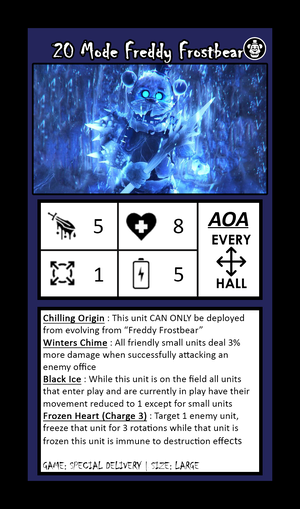 20 Mode Freddy Frostbear
5
8
AOA
EVERY
HALL
1
5
Chilling Origin : This unit CAN ONLY be deployed
from evolving from “Freddy Frostbear”
Winters Chime : All friendly small units deal 3%
more damage when successfully attacking an
enemy office
Black Ice : While this unit is on the field all units
that enter play and are currently in play have their
movement reduced to 1 except for small units
Frozen Heart (Charge 3) : Target 1 enemy unit,
freeze that unit for 3 rotations while that unit is
frozen this unit is immune to destruction effects
GAME; SPECIAL DELIVERY | SIZE; LARGE